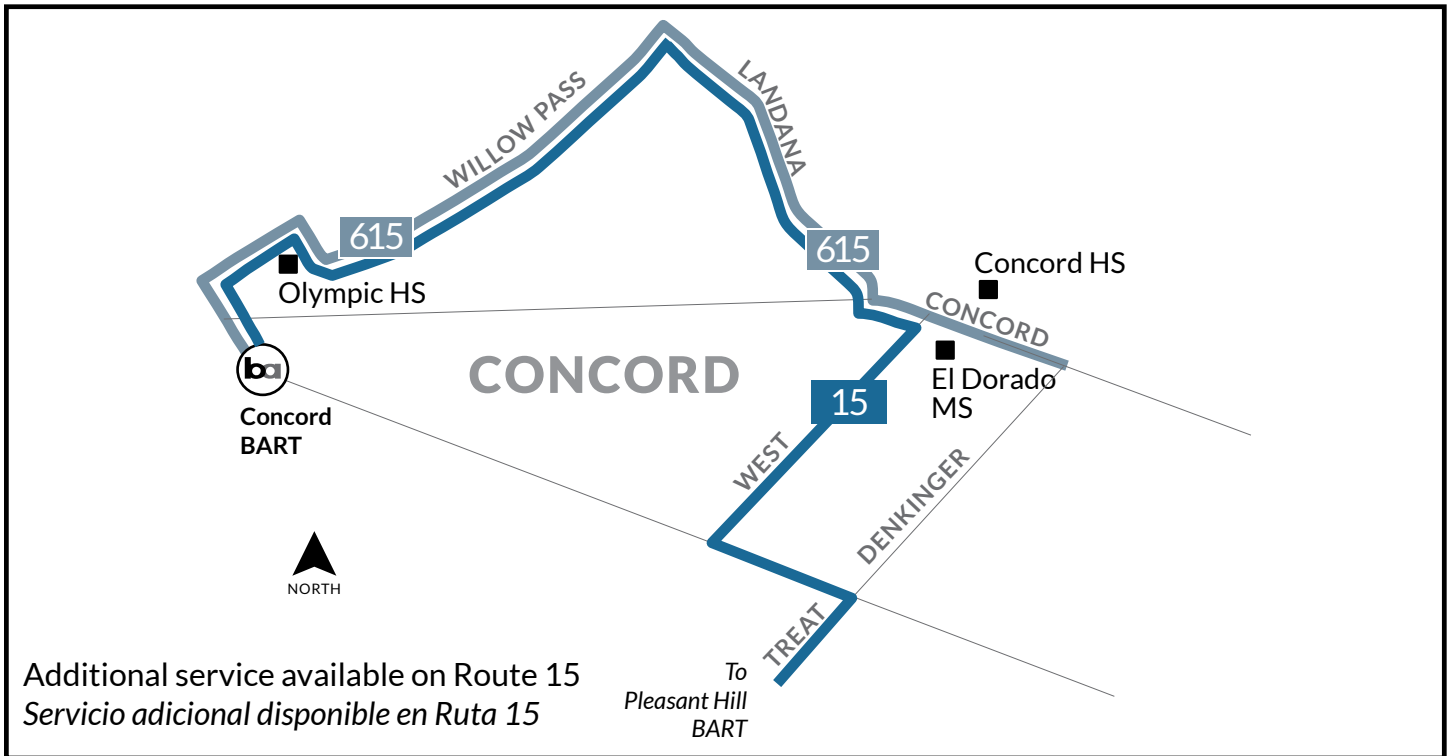 WILLOW PASS
LANDANA
615
615
Concord HS
Olympic HS
CONCORD
CONCORD
ba
El Dorado
MS
15
Concord
BART
WEST
DENKINGER
NORTH
TREAT
Additional service available on Route 15
Servicio adicional disponible en Ruta 15
To
Pleasant Hill
BART